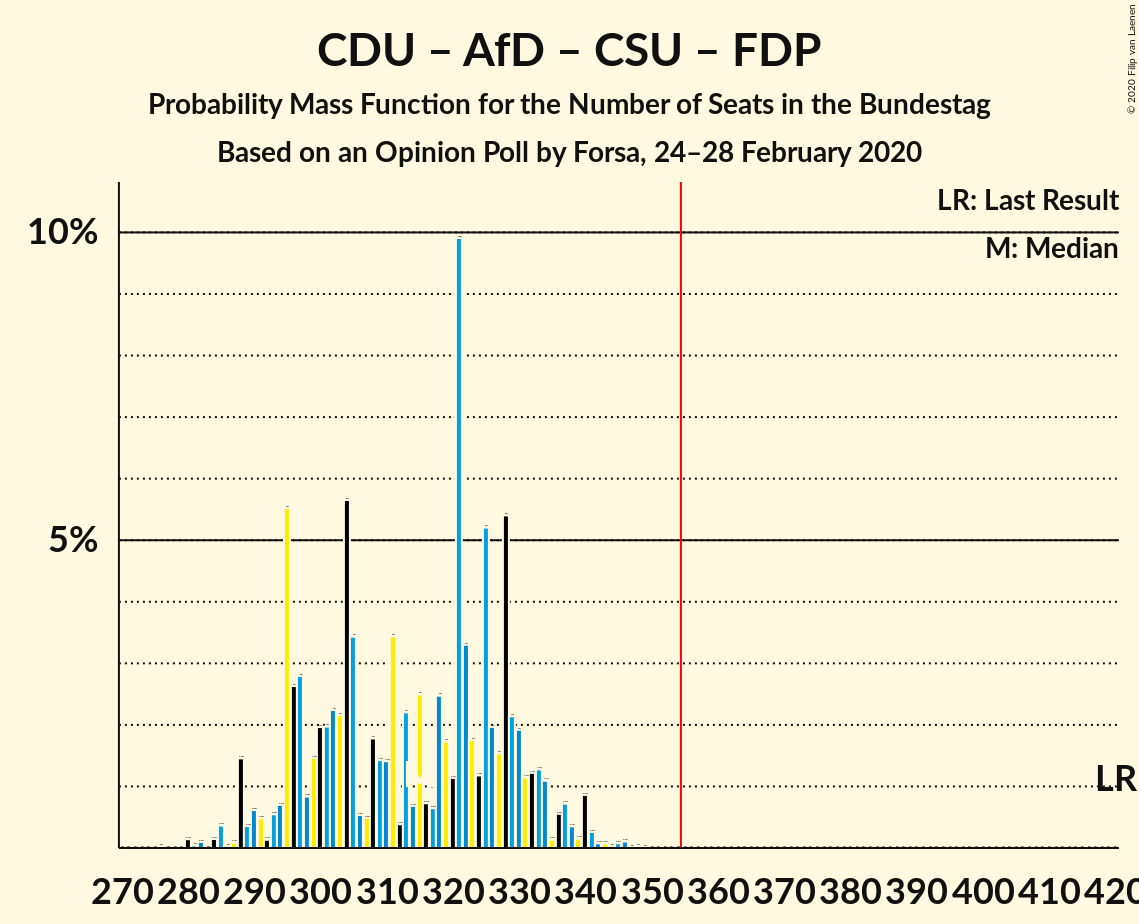 CDU – AfD – CSU – FDP
Probability Mass Function for the Number of Seats in the Bundestag
Based on an Opinion Poll by Forsa, 24–28 February 2020
© 2020 Filip van Laenen
LR: Last Result
M: Median
10%
5%
LR
270 280 290 300 310 320 330 340 350 360 370 380 390 400 410 420